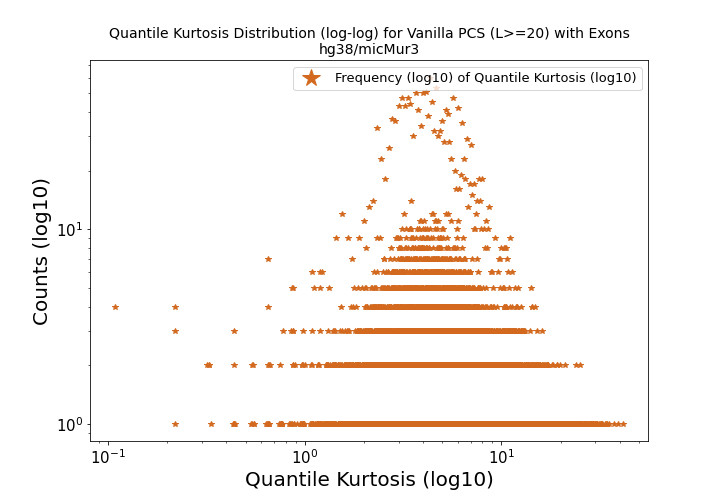 Quantile Kurtosis Distribution (log-log) for Vanilla PCS (L>=20) with Exons
hg38/micMur3
Frequency (log10) of Quantile Kurtosis (log10)
Counts (log10)
10¹
10⁰
10⁻¹ 10⁰ 10¹
Quantile Kurtosis (log10)